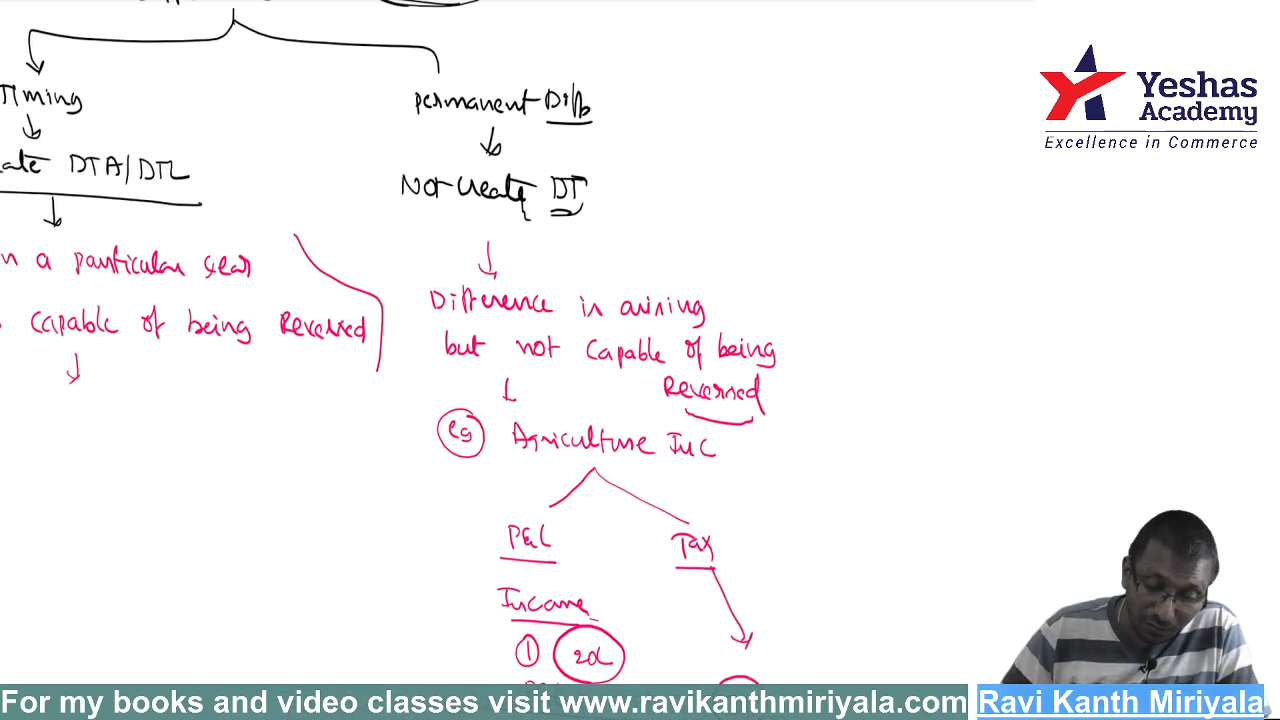 Timing
permanent Diff
ate DTA/DTL
Not create DT
n a particular year
capable of being Reversed
Difference is arising
but not capable of being
Reversed
eg Agriculture Inc
P&L
Tax
Income
1 20L
Yeshas
Academy
Excellence in Commerce
For my books and video classes visit www.ravikanthmiriyala.com Ravi Kanth Miriyala